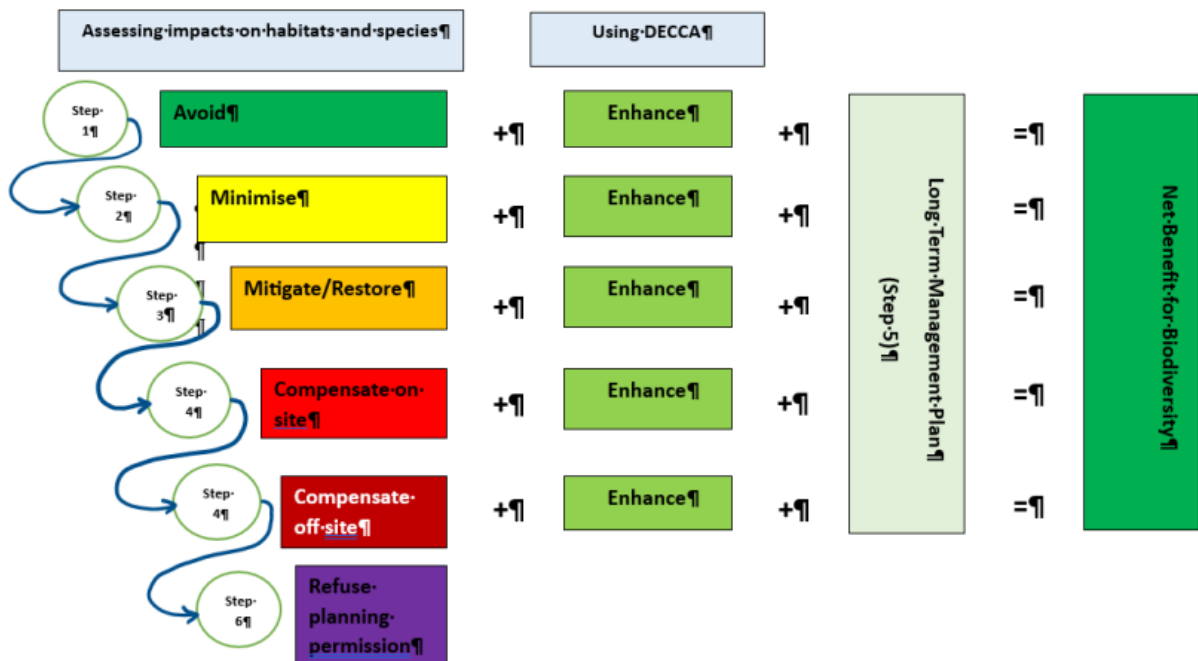 Assessing·impacts·on·habitats·and·species¶
Using·DECCA¶
Step·
1¶
Avoid¶
+¶
Enhance¶
+¶
=¶
Step·
2¶
Minimise¶
+¶
Enhance¶
+¶
=¶
¶
¶
¶
¶
Step·
3¶
Mitigate/Restore¶
+¶
Enhance¶
+¶
=¶
Step·
4¶
Compensate·on·
site¶
+¶
Enhance¶
+¶
=¶
Step·
4¶
Compensate·
off·site¶
+¶
Enhance¶
+¶
=¶
Step·
6¶
Refuse·
planning·
permission¶
Long·Term·Management·Plan¶
(Step·5)¶
Net·Benefit·for·Biodiversity¶